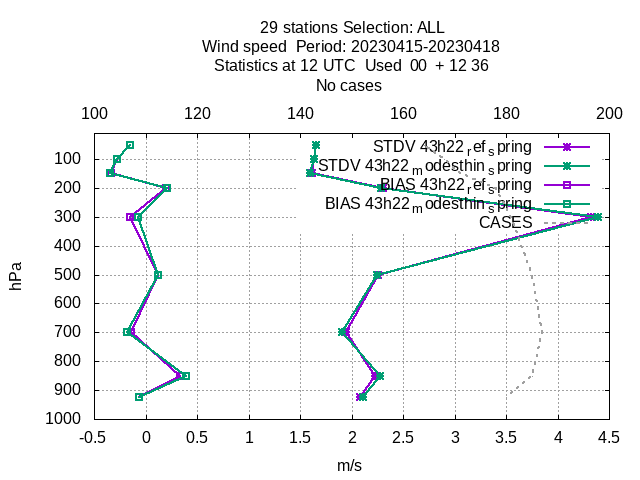 29 stations Selection: ALL
Wind speed  Period: 20230415-20230418
Statistics at 12 UTC  Used  00  + 12 36
No cases
100 120 140 160 180 200
STDV 43h22_ref_spring
100
STDV 43h22_modesthin_spring
BIAS 43h22_ref_spring
200
BIAS 43h22_modesthin_spring
300
CASES
400
hPa
500
600
700
800
900
1000
-0.5 0 0.5 1 1.5 2 2.5 3 3.5 4 4.5
m/s